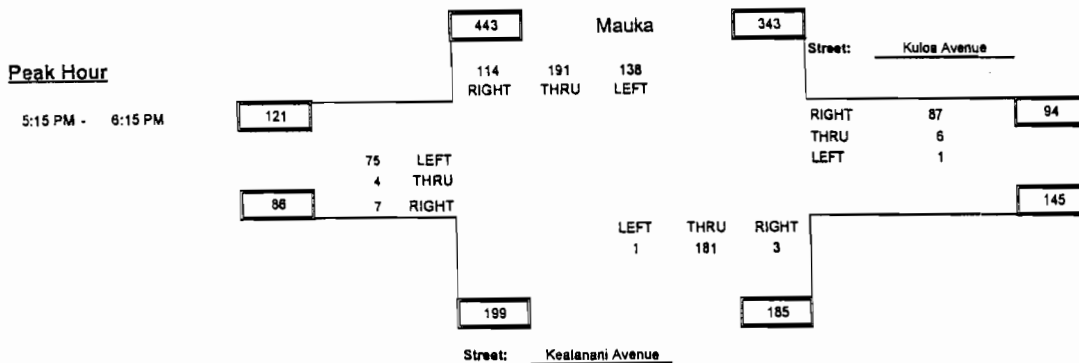 443 Mauka 343
Street: Kuloa Avenue
Peak Hour
114 191 138
RIGHT THRU LEFT
5:15 PM - 6:15 PM
121
RIGHT 87
94
THRU 6
LEFT 1
75 LEFT
4 THRU
7 RIGHT
86
145
LEFT THRU RIGHT
1 181 3
199
185
Street: Kealanani Avenue